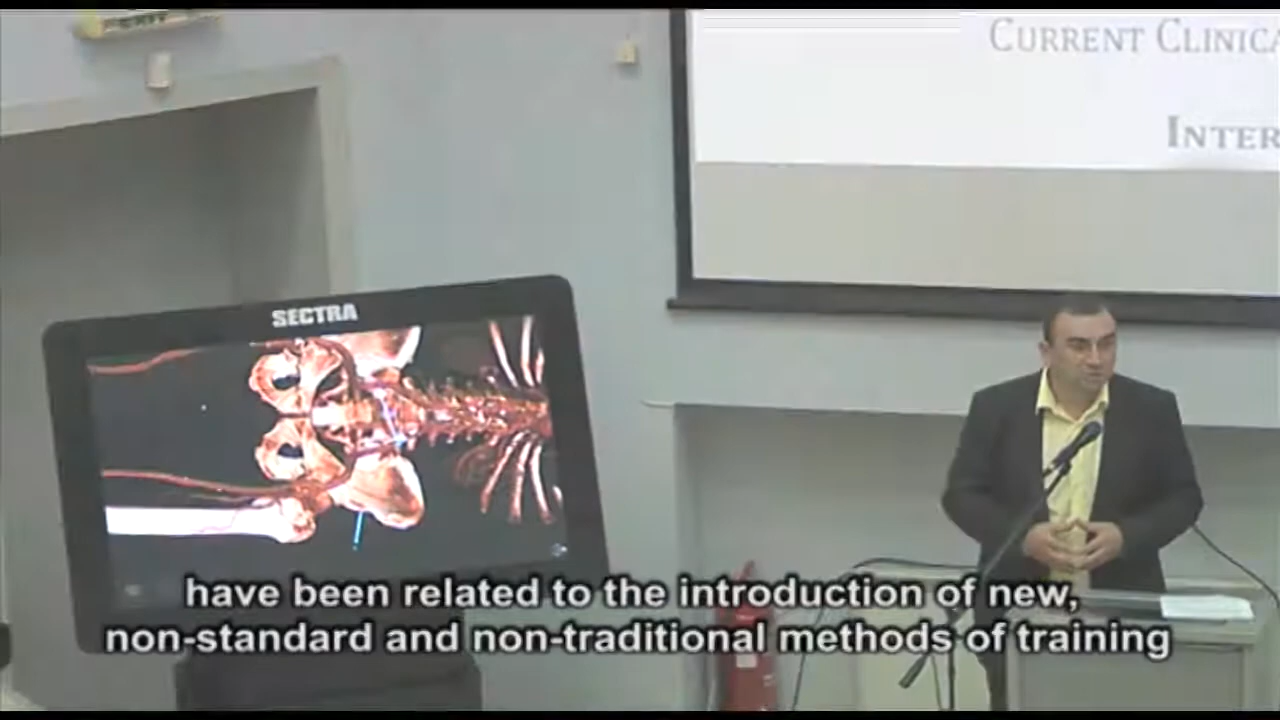 EXIT
CURRENT CLINICA
INTER
SECTRA
have been related to the introduction of new,
non-standard and non-traditional methods of training